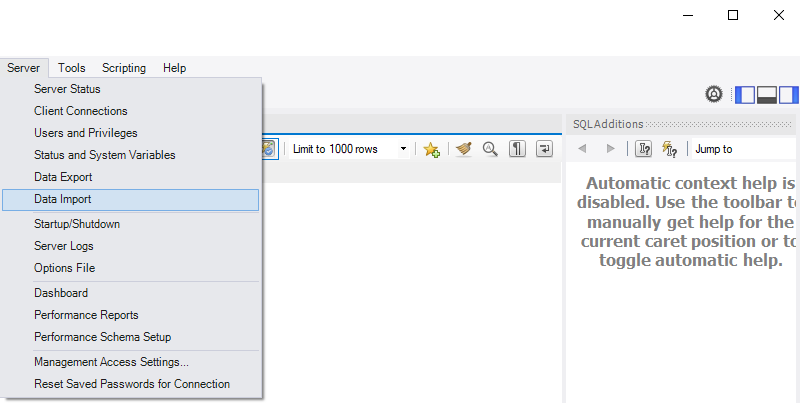 Server Tools Scripting Help
Server Status
Client Connections
Users and Privileges
Status and System Variables
Data Export
Data Import
Startup/Shutdown
Server Logs
Options File
Dashboard
Performance Reports
Performance Schema Setup
Management Access Settings...
Reset Saved Passwords for Connection
Limit to 1000 rows
SQLAdditions
Jump to
Automatic context help is
disabled. Use the toolbar t
manually get help for the
current caret position or to
toggle automatic help.